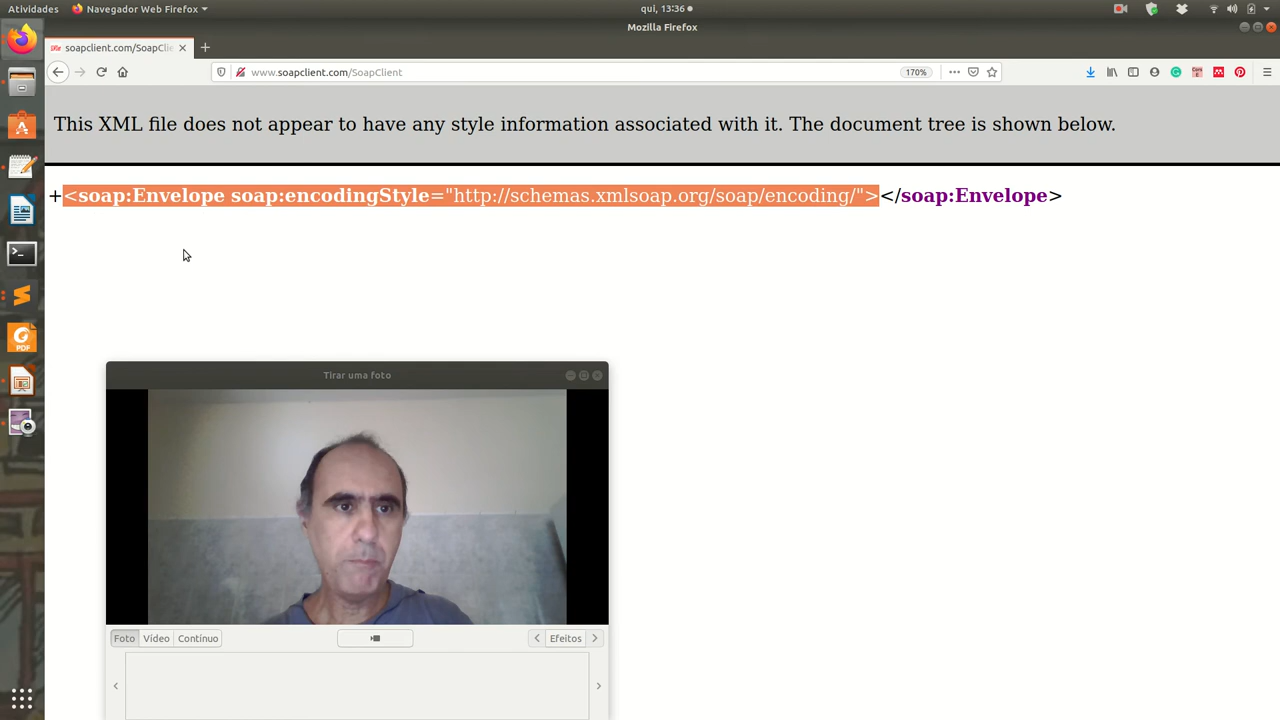 Atividades Navegador Web Firefox qui, 13:36
Mozilla Firefox
soapclient.com/SoapClie
www.soapclient.com/SoapClient 170%
This XML file does not appear to have any style information associated with it. The document tree is shown below.
+<soap:Envelope soap:encodingStyle="http://schemas.xmlsoap.org/soap/encoding/"></soap:Envelope>
Tirar uma foto
Foto Vídeo Contínuo Efeitos
PDF